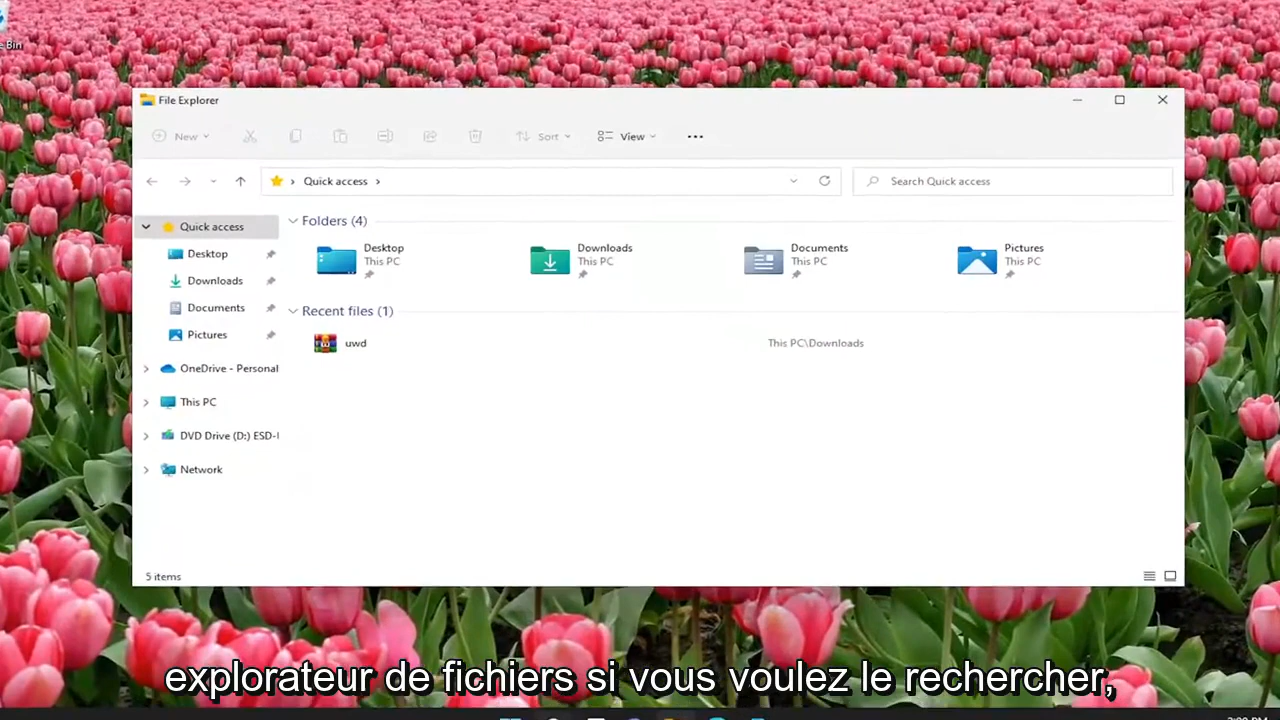 e Bin
File Explorer
New
Sort
View
Quick access
Search Quick access
Quick access
Desktop
Downloads
Documents
Pictures
OneDrive - Personal
This PC
DVD Drive (D:) ESD-I
Network
Folders (4)
Desktop
This PC
Downloads
This PC
Documents
This PC
Pictures
This PC
Recent files (1)
uwd
This PC\Downloads
5 items
explorateur de fichiers si vous voulez le rechercher,